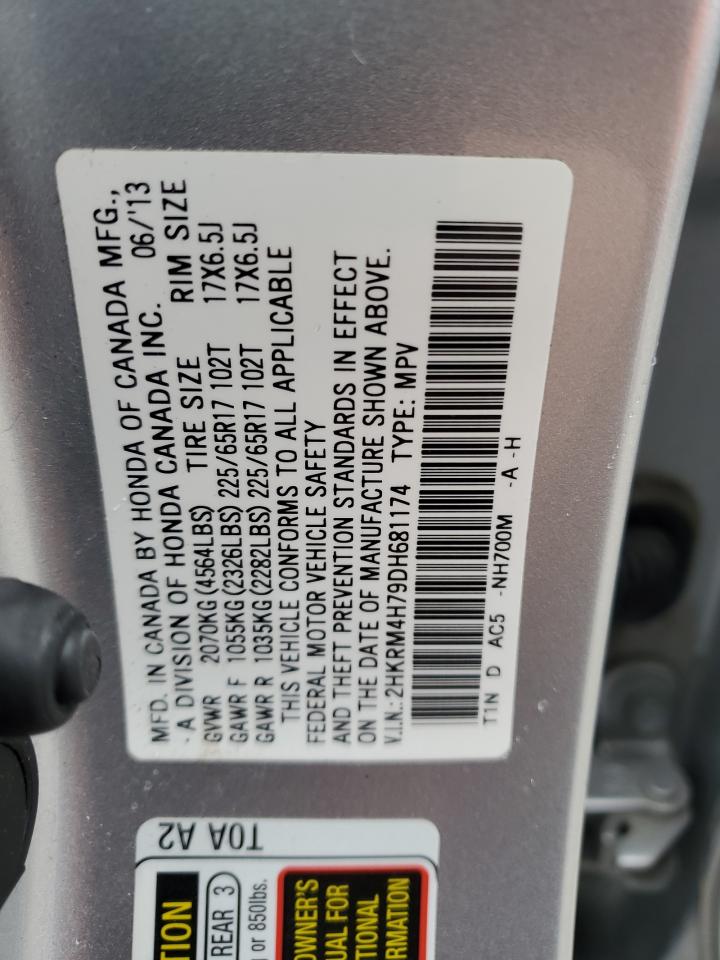 MFD. IN CANADA BY HONDA OF CANADA MFG.,
- A DIVISION OF HONDA CANADA INC. 06/'13
GVWR 2070KG(4564LBS) TIRE SIZE RIM SIZE
GAWR F 1055KG(2326LBS) 225/65R17 102T 17X6.5J
GAWR R 1035KG(2282LBS) 225/65R17 102T 17X6.5J
THIS VEHICLE CONFORMS TO ALL APPLICABLE
FEDERAL MOTOR VEHICLE SAFETY
AND THEFT PREVENTION STANDARDS IN EFFECT
ON THE DATE OF MANUFACTURE SHOWN ABOVE.
V.I.N.: 2HKRM4H79DH681174 TYPE: MPV
T1N D AC5 -NH700M -A -H
T0A A2
TION
REAR 3
or 850lbs.
OWNER'S
UAL FOR
TIONAL
RMATION